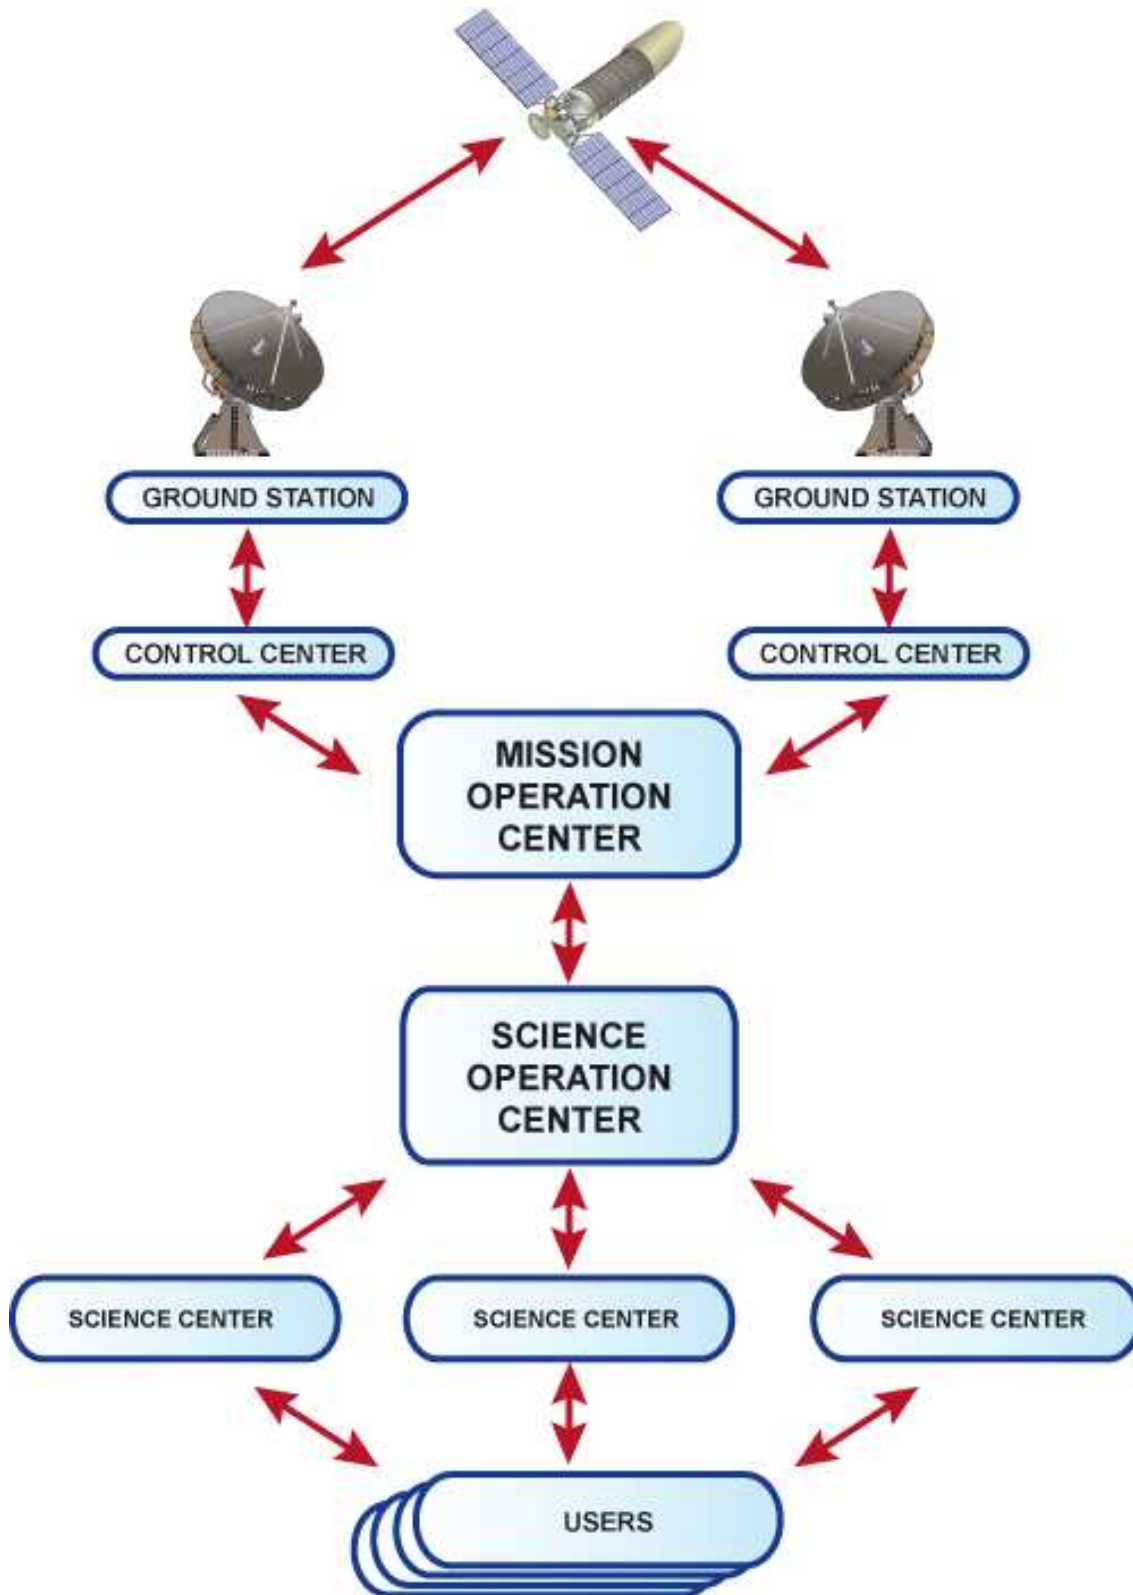 GROUND STATION
GROUND STATION
CONTROL CENTER
CONTROL CENTER
MISSION
OPERATION
CENTER
SCIENCE
OPERATION
CENTER
SCIENCE CENTER
SCIENCE CENTER
SCIENCE CENTER
USERS